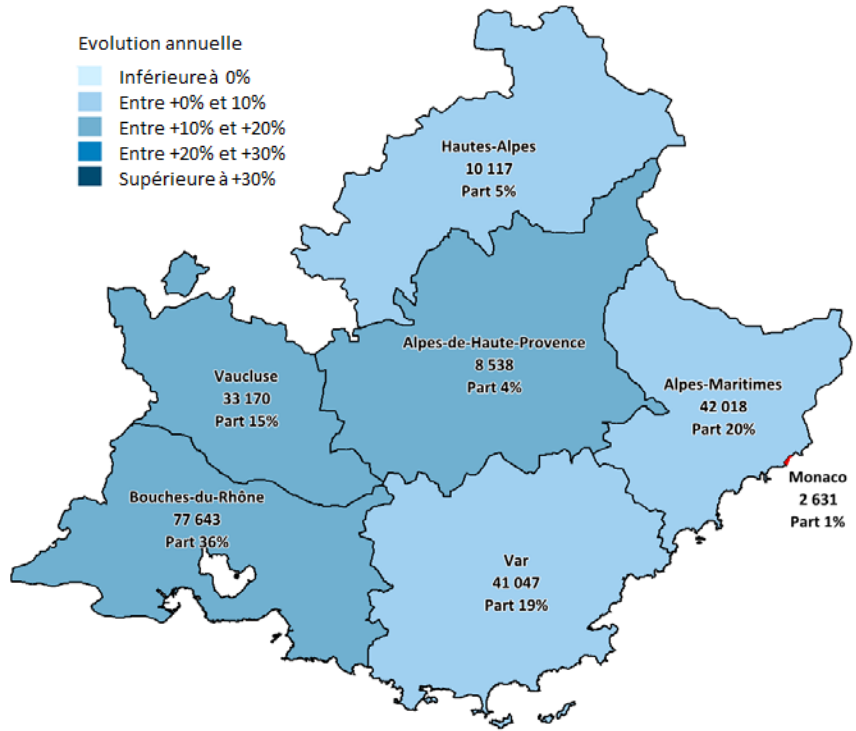 Evolution annuelle
Inférieure à 0%
Entre +0% et 10%
Entre +10% et +20%
Entre +20% et +30%
Supérieure à +30%
Hautes-Alpes
10 117
Part 5%
Alpes-de-Haute-Provence
8 538
Part 4%
Vaucluse
33 170
Part 15%
Alpes-Maritimes
42 018
Part 20%
Monaco
2 631
Part 1%
Bouches-du-Rhône
77 643
Part 36%
Var
41 047
Part 19%